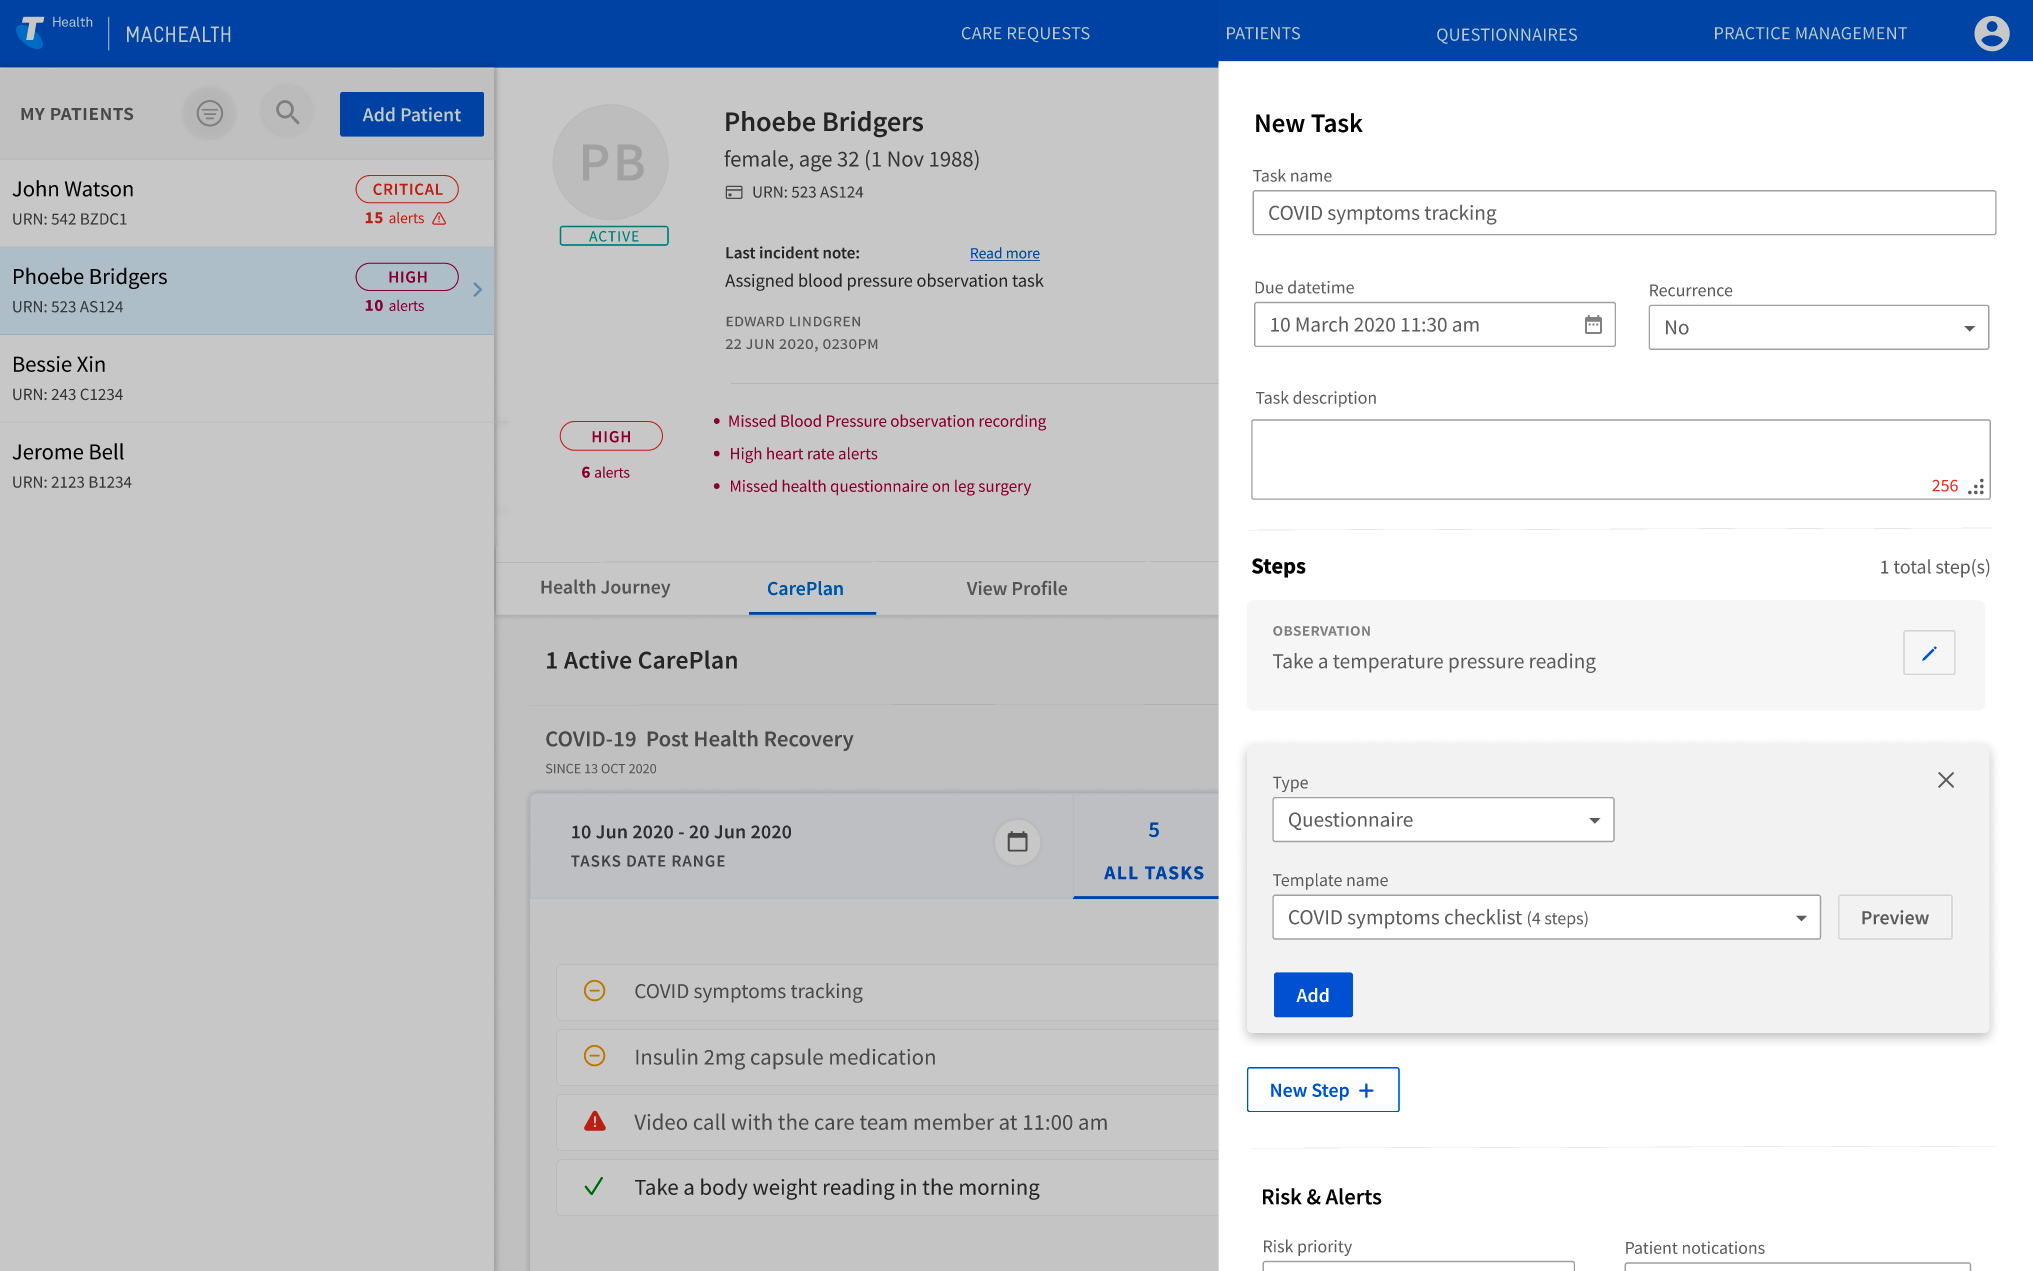 T Health
MACHEALTH
CARE REQUESTS
PATIENTS
QUESTIONNAIRES
PRACTICE MANAGEMENT
MY PATIENTS
Add Patient
John Watson
CRITICAL
URN: 542 BZDC1
15 alerts
Phoebe Bridgers
HIGH
URN: 523 AS124
10 alerts
Bessie Xin
URN: 243 C1234
Jerome Bell
URN: 2123 B1234
PB
ACTIVE
Phoebe Bridgers
female, age 32 (1 Nov 1988)
URN: 523 AS124
Last incident note:
Read more
Assigned blood pressure observation task
EDWARD LINDGREN
22 JUN 2020, 0230PM
HIGH
6 alerts
• Missed Blood Pressure observation recording
• High heart rate alerts
• Missed health questionnaire on leg surgery
Health Journey
CarePlan
View Profile
1 Active CarePlan
COVID-19 Post Health Recovery
SINCE 13 OCT 2020
10 Jun 2020 - 20 Jun 2020
TASKS DATE RANGE
5
ALL TASKS
COVID symptoms tracking
Insulin 2mg capsule medication
Video call with the care team member at 11:00 am
Take a body weight reading in the morning
New Task
Task name
COVID symptoms tracking
Due datetime
10 March 2020 11:30 am
Recurrence
No
Task description
256
Steps
1 total step(s)
OBSERVATION
Take a temperature pressure reading
Type
Questionnaire
Template name
COVID symptoms checklist (4 steps)
Preview
Add
New Step +
Risk & Alerts
Risk priority
Patient notications